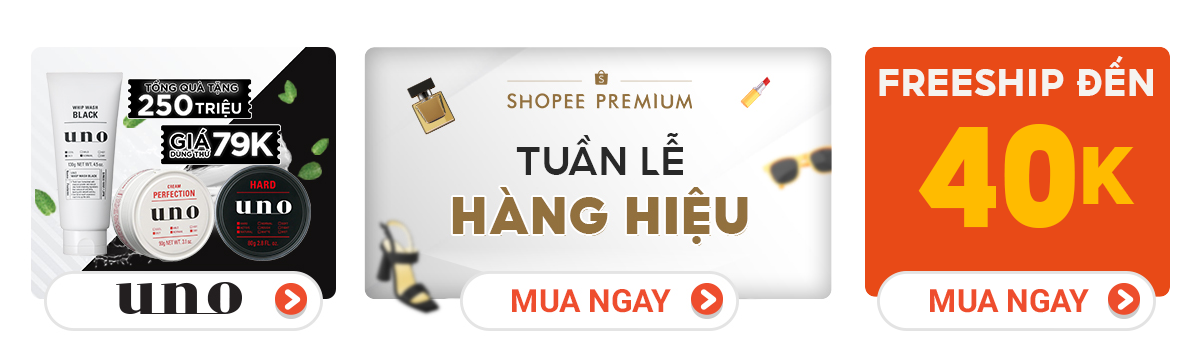 TỔNG QUÀ TẶNG
250 TRIỆU
GIÁ
DÙNG THỬ
79K
WHIP WASH
BLACK
uno
CREAM
PERFECTION
uno
HARD
uno
uno
SHOPEE PREMIUM
TUẦN LỄ
HÀNG HIỆU
MUA NGAY
FREESHIP ĐẾN
40K
MUA NGAY